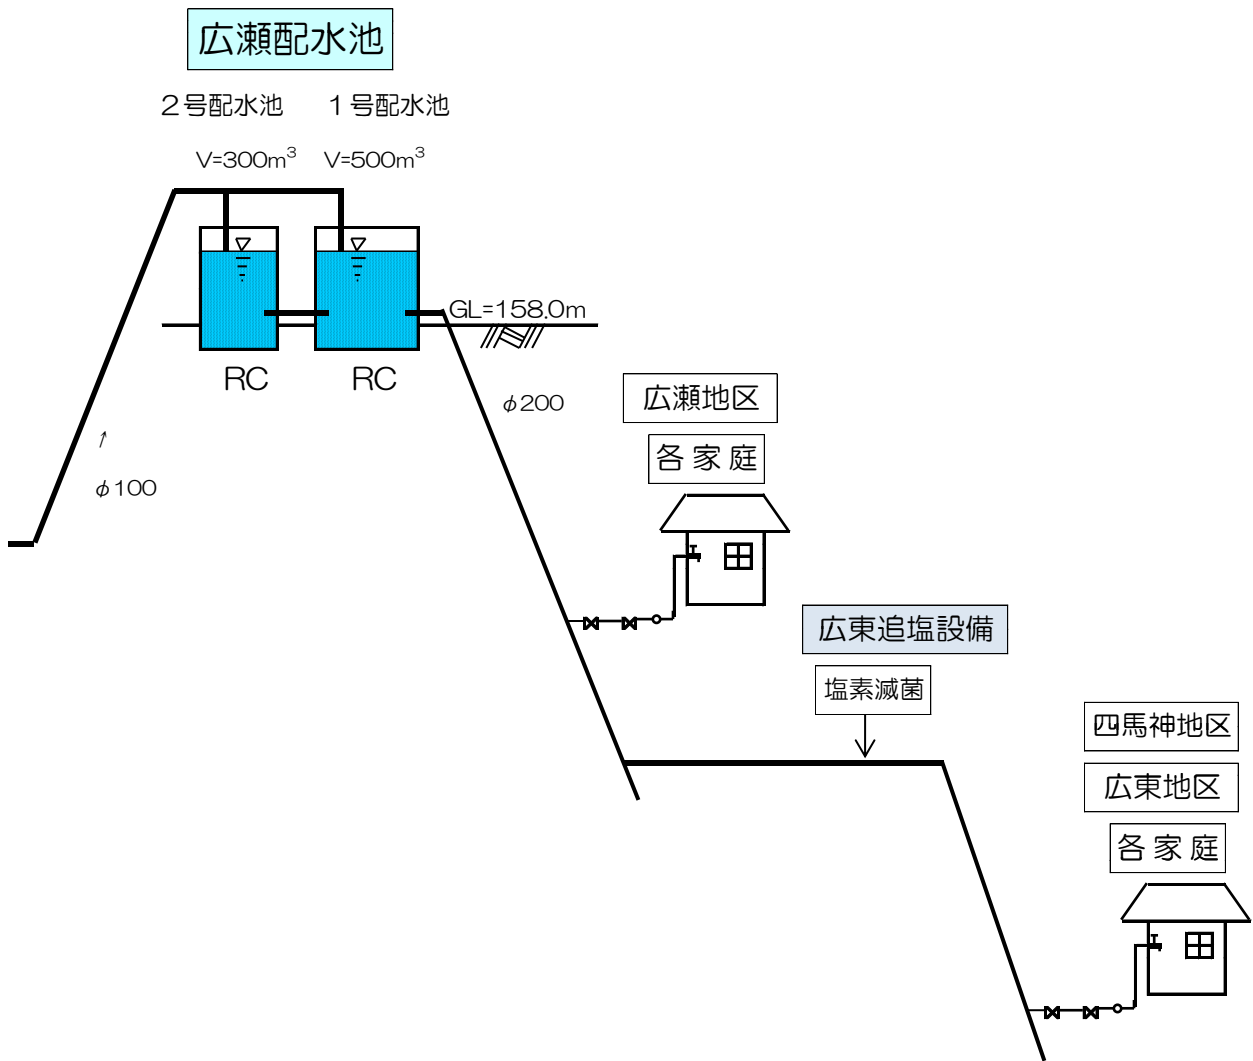 広瀬配水池
２号配水池　１号配水池
V=300m³　V=500m³
GL=158.0m
RC　RC
φ200
広瀬地区
各家庭
↑
φ100
広東追塩設備
塩素滅菌
四馬神地区
広東地区
各家庭